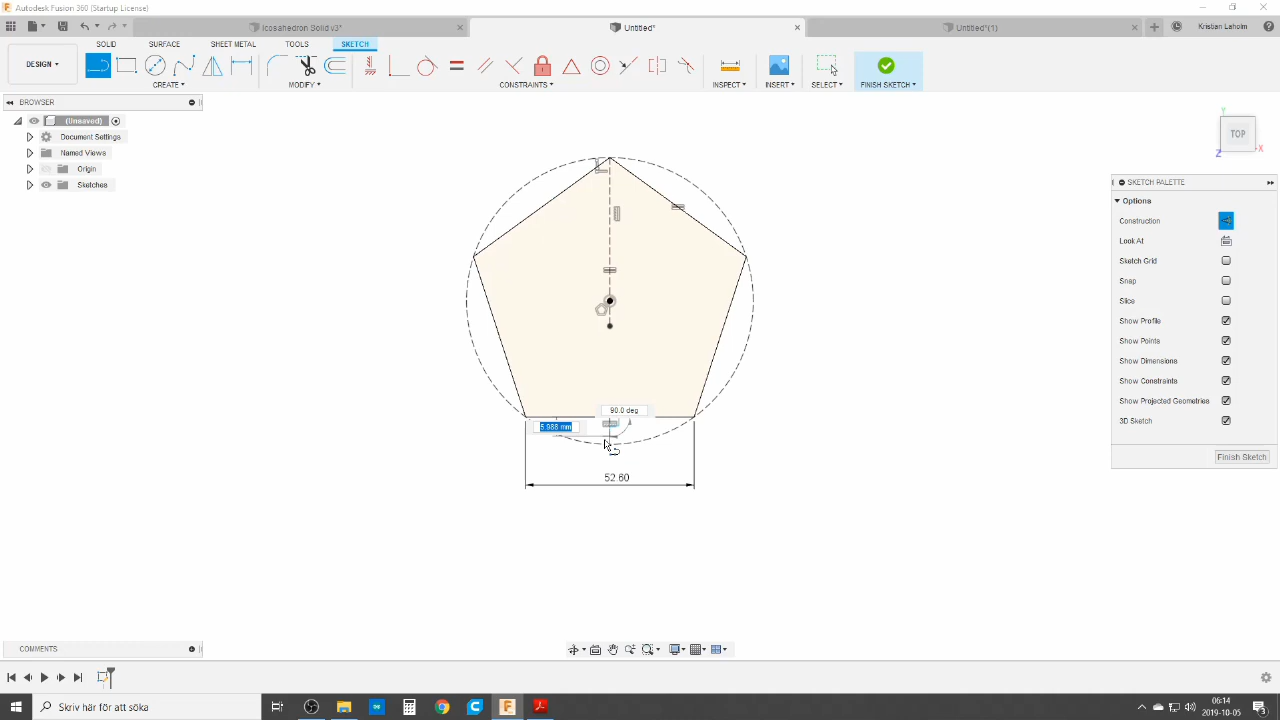 Autodesk Fusion 360 (Startup License)
Icosahedron Solid v3*
Untitled*
Untitled*(1)
Kristian Laholm
SOLID
SURFACE
SHEET METAL
TOOLS
SKETCH
DESIGN
CREATE
MODIFY
CONSTRAINTS
INSPECT
INSERT
SELECT
FINISH SKETCH
BROWSER
(Unsaved)
Document Settings
Named Views
Origin
Sketches
Y
TOP
X
Z
SKETCH PALETTE
Options
Construction
Look At
Sketch Grid
Snap
Slice
Show Profile
Show Points
Show Dimensions
Show Constraints
Show Projected Geometries
3D Sketch
Finish Sketch
90.0 deg
5.988 mm
52.60
COMMENTS
Skriv här för att söka
06:14
2019-10-05
3